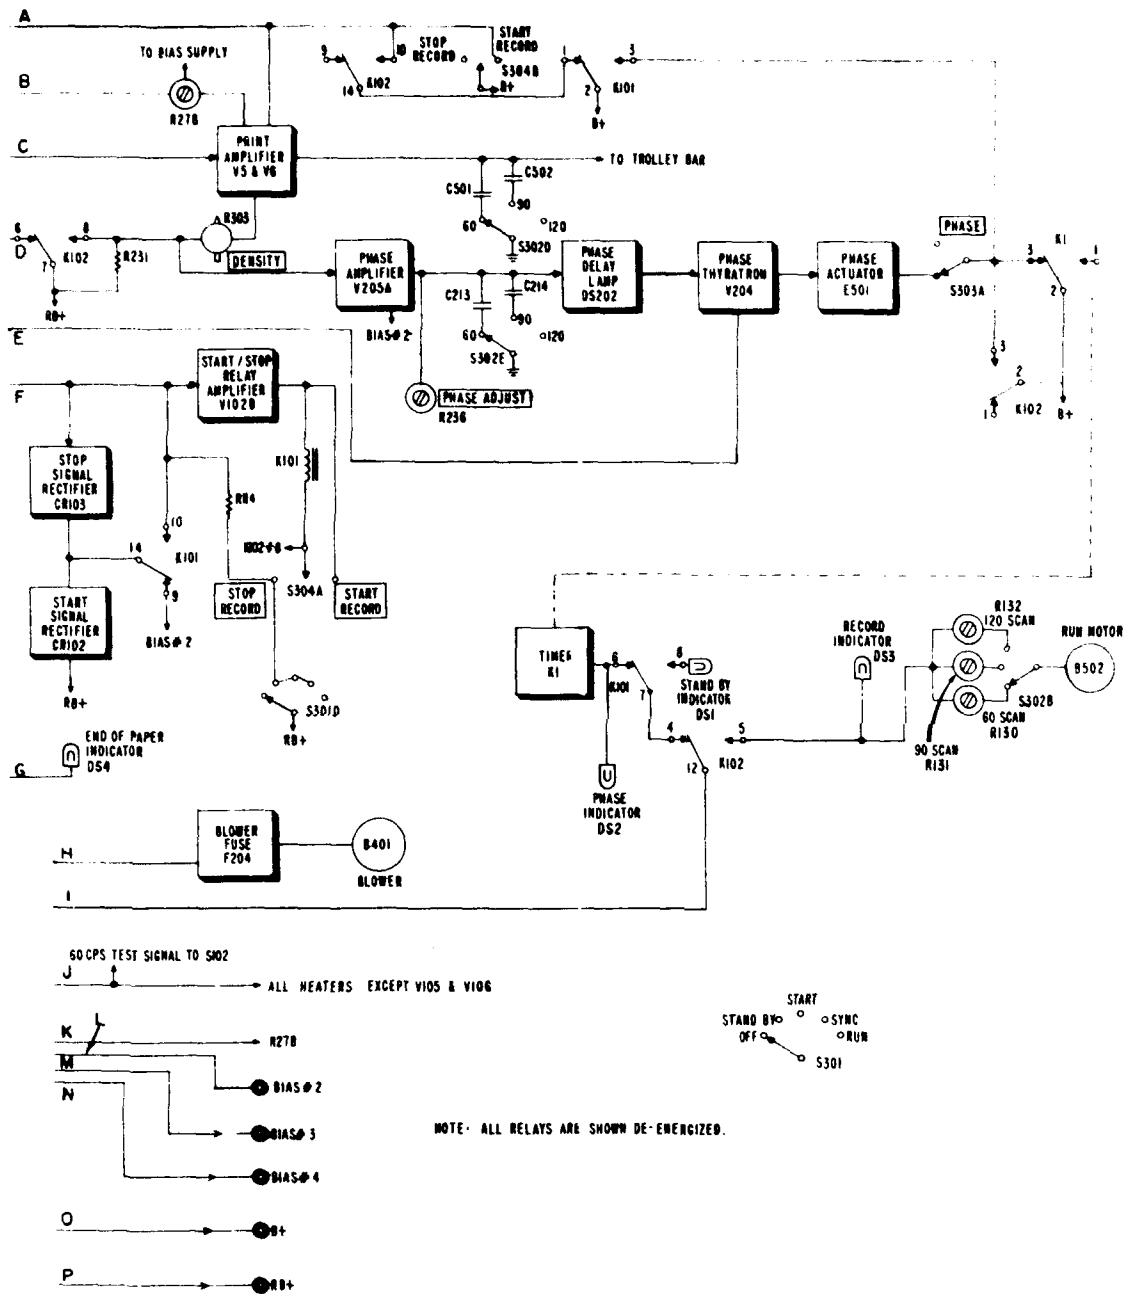 A
TO BIAS SUPPLY
B
R278
9
10
STOP
RECORD
START
RECORD
S304B
B+
K102
14
1
3
2
K101
B+
C
PRINT
AMPLIFIER
V5 & V6
TO TROLLEY BAR
C501
C502
60
90
120
S302D
D
6
8
7
K102
R231
RB+
R303
DENSITY
PHASE
AMPLIFIER
V205A
BIAS#2
C213
C214
60
90
120
S302E
PHASE
DELAY
LAMP
DS202
PHASE
THYRATRON
V204
PHASE
ACTUATOR
E501
PHASE
S303A
3
K1
1
2
B+
3
2
1
K102
E
F
START/STOP
RELAY
AMPLIFIER
V102B
PHASE ADJUST
R236
STOP
SIGNAL
RECTIFIER
CR103
K101
R114
10
14
K101
9
BIAS#2
S304A
STOP
RECORD
START
RECORD
START
SIGNAL
RECTIFIER
CR102
RB+
S301D
RB+
TIMER
K1
6
8
K101
7
STAND BY
INDICATOR
DS1
4
5
12
K102
PHASE
INDICATOR
DS2
RECORD
INDICATOR
DS3
R132
120 SCAN
RUN MOTOR
B502
S302B
60 SCAN
R130
90 SCAN
R131
END OF PAPER
INDICATOR
DS4
G
H
BLOWER
FUSE
F204
B401
BLOWER
I
60 CPS TEST SIGNAL TO S102
J
ALL HEATERS EXCEPT V105 & V106
K
L
R278
M
N
BIAS#2
BIAS#3
BIAS#4
START
STAND BY
SYNC
OFF
RUN
S301
NOTE- ALL RELAYS ARE SHOWN DE-ENERGIZED.
O
B+
P
RB+